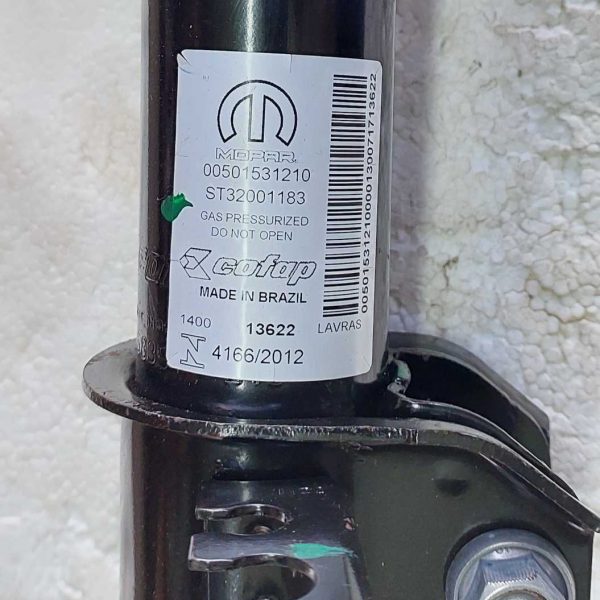 MOPAR
00501531210
ST32001183
GAS PRESSURIZED
DO NOT OPEN
cofap
MADE IN BRAZIL
1400 13622 LAVRAS
4166/2012
00501531210000130071713622